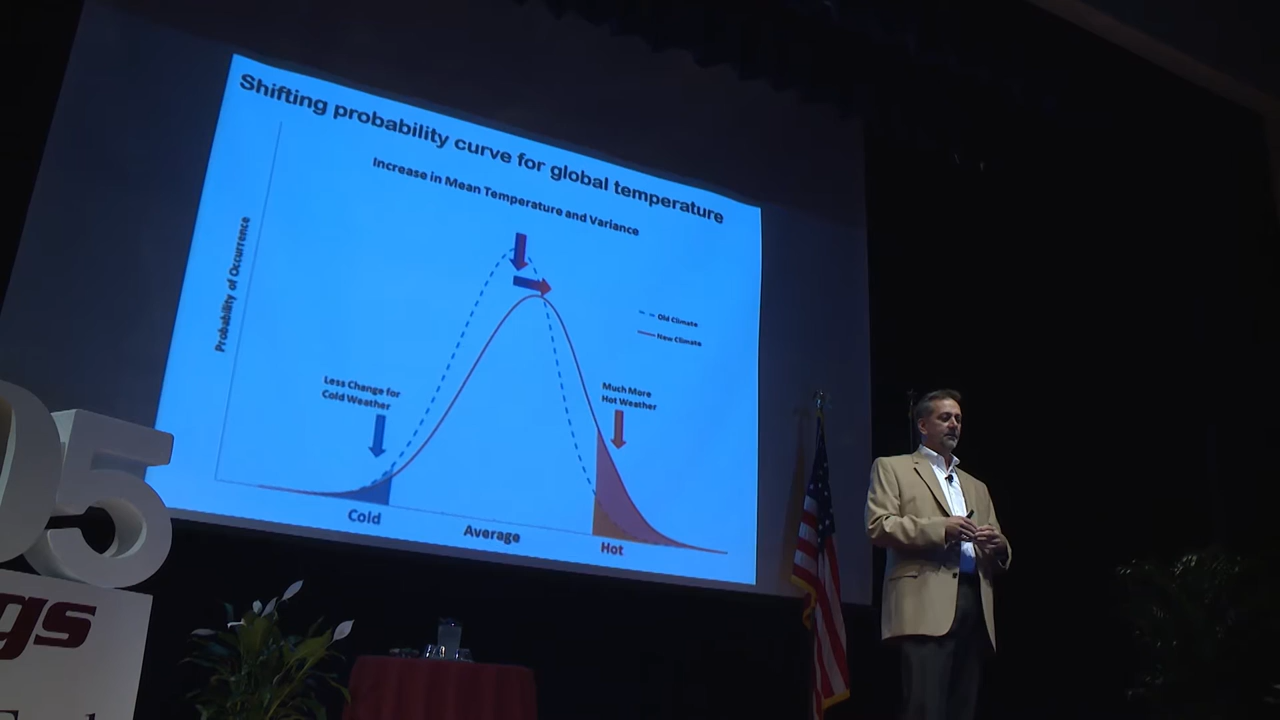 Shifting probability curve for global temperature
Increase in Mean Temperature and Variance
Probability of Occurrence
Old Climate
New Climate
Less Change for
Cold Weather
Much More
Hot Weather
Cold
Average
Hot
5
gs